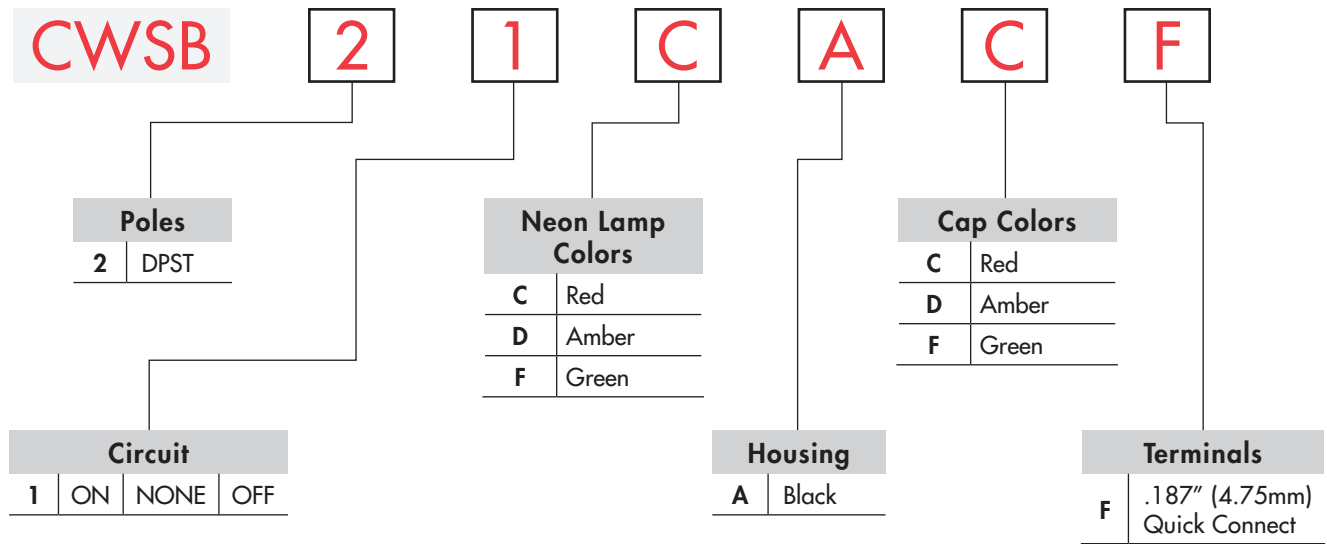 CWSB 2 1 C A C F
Poles
2 DPST
Neon Lamp
Colors
C Red
D Amber
F Green
Cap Colors
C Red
D Amber
F Green
Circuit
1 ON NONE OFF
Housing
A Black
Terminals
F .187" (4.75mm)
Quick Connect